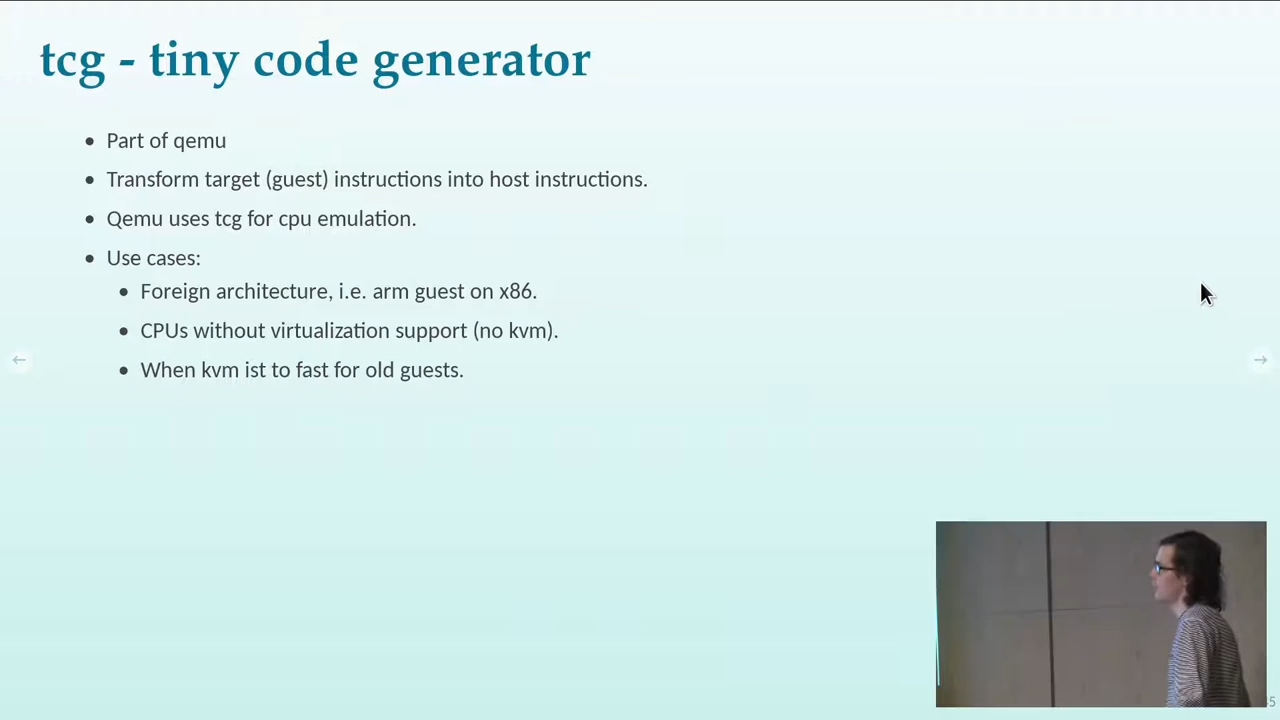 tcg - tiny code generator
Part of qemu
Transform target (guest) instructions into host instructions.
Qemu uses tcg for cpu emulation.
Use cases:
Foreign architecture, i.e. arm guest on x86.
CPUs without virtualization support (no kvm).
When kvm ist to fast for old guests.
5